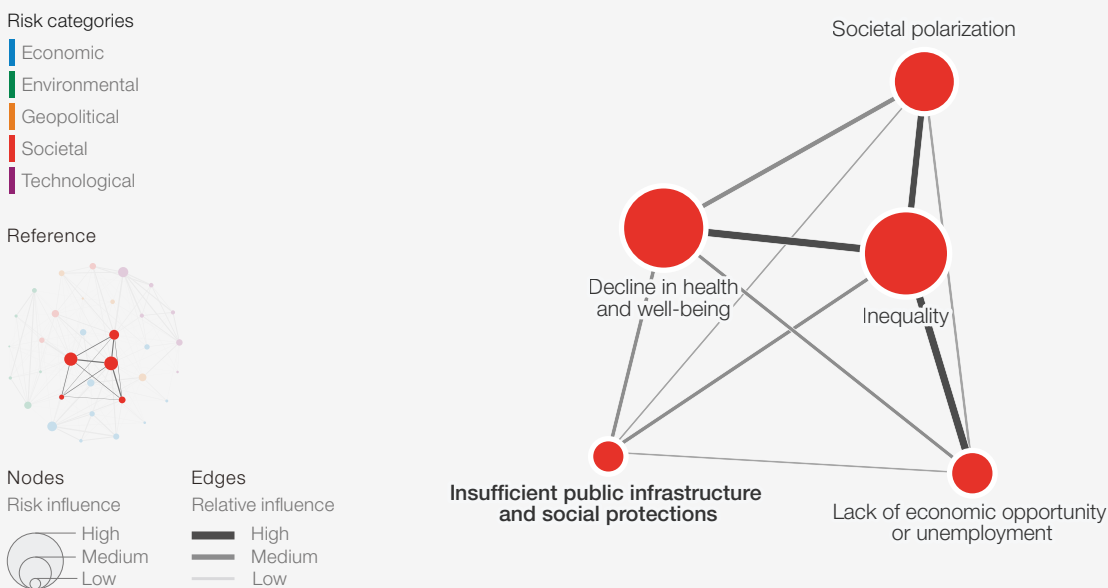 Risk categories
Economic
Environmental
Geopolitical
Societal
Technological
Reference
Nodes
Risk influence
High
Medium
Low
Edges
Relative influence
High
Medium
Low
Societal polarization
Decline in health
and well-being
Inequality
Insufficient public infrastructure
and social protections
Lack of economic opportunity
or unemployment